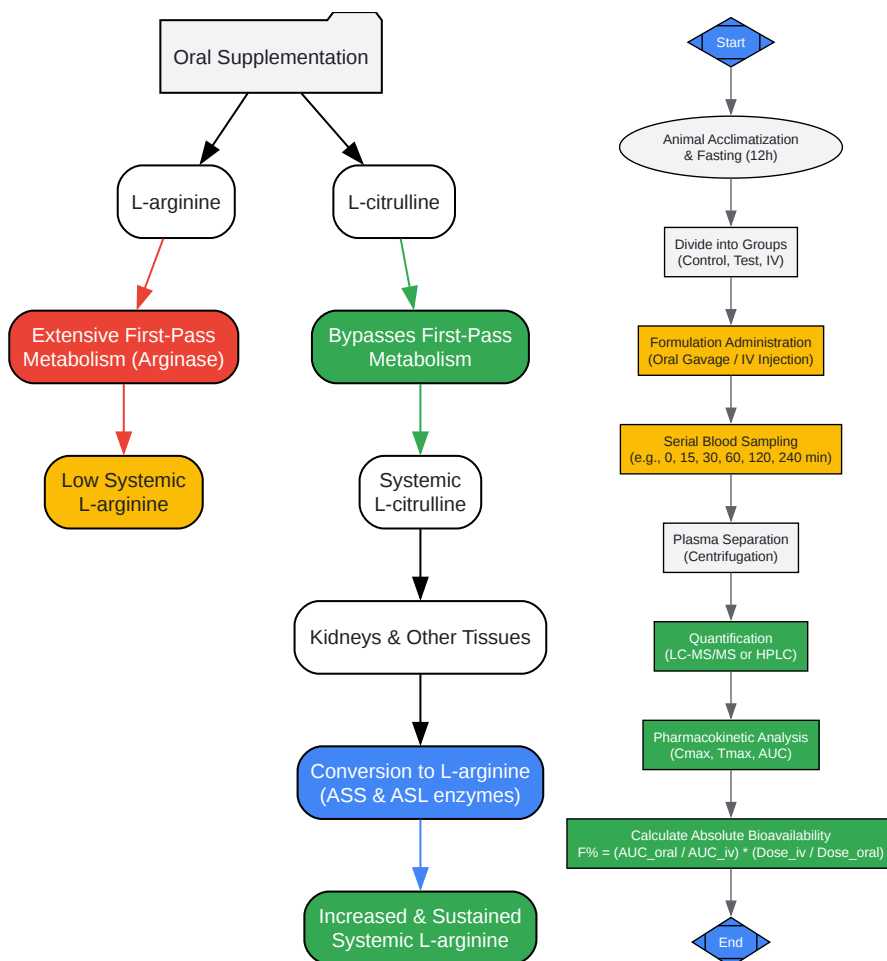 Oral Supplementation
L-arginine
L-citrulline
Extensive First-Pass
Metabolism (Arginase)
Bypasses First-Pass
Metabolism
Low Systemic
L-arginine
Systemic
L-citrulline
Kidneys & Other Tissues
Conversion to L-arginine
(ASS & ASL enzymes)
Increased & Sustained
Systemic L-arginine
Start
Animal Acclimatization
& Fasting (12h)
Divide into Groups
(Control, Test, IV)
Formulation Administration
(Oral Gavage / IV Injection)
Serial Blood Sampling
(e.g., 0, 15, 30, 60, 120, 240 min)
Plasma Separation
(Centrifugation)
Quantification
(LC-MS/MS or HPLC)
Pharmacokinetic Analysis
(Cmax, Tmax, AUC)
Calculate Absolute Bioavailability
F% = (AUC_oral / AUC_iv) * (Dose_iv / Dose_oral)
End